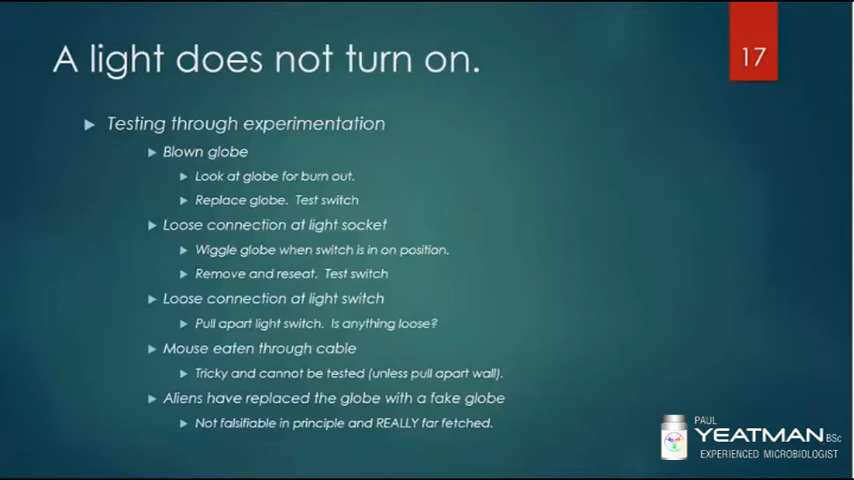 A light does not turn on.
17
Testing through experimentation
Blown globe
Look at globe for burn out.
Replace globe. Test switch
Loose connection at light socket
Wiggle globe when switch is in on position.
Remove and reseat. Test switch
Loose connection at light switch
Pull apart light switch. Is anything loose?
Mouse eaten through cable
Tricky and cannot be tested (unless pull apart wall).
Aliens have replaced the globe with a fake globe
Not falsifiable in principle and REALLY far fetched.
PAUL
YEATMAN BSc
EXPERIENCED MICROBIOLOGIST